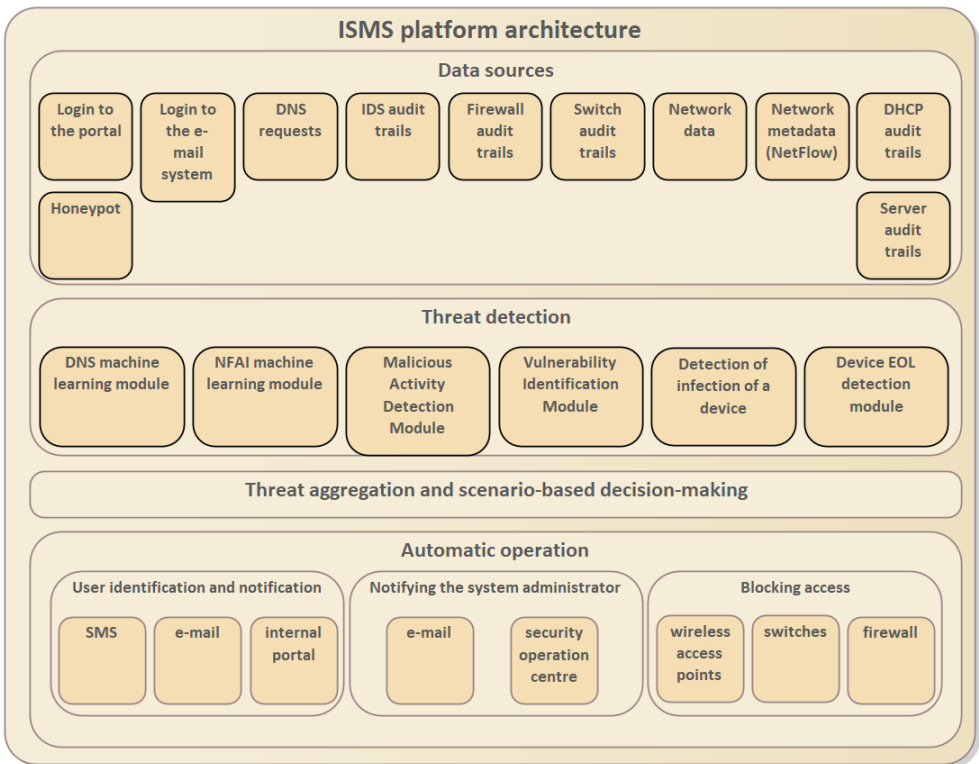 ISMS platform architecture
Data sources
Login to
the portal
Login to
the e-
mail
system
DNS
requests
IDS audit
trails
Firewall
audit
trails
Switch
audit
trails
Network
data
Network
metadata
(NetFlow)
DHCP
audit
trails
Honeypot
Server
audit
trails
Threat detection
DNS machine
learning module
NFAI machine
learning module
Malicious
Activity
Detection
Module
Vulnerability
Identification
Module
Detection of
infection of a
device
Device EOL
detection
module
Threat aggregation and scenario-based decision-making
Automatic operation
User identification and notification
SMS
e-mail
internal
portal
Notifying the system administrator
e-mail
security
operation
centre
Blocking access
wireless
access
points
switches
firewall